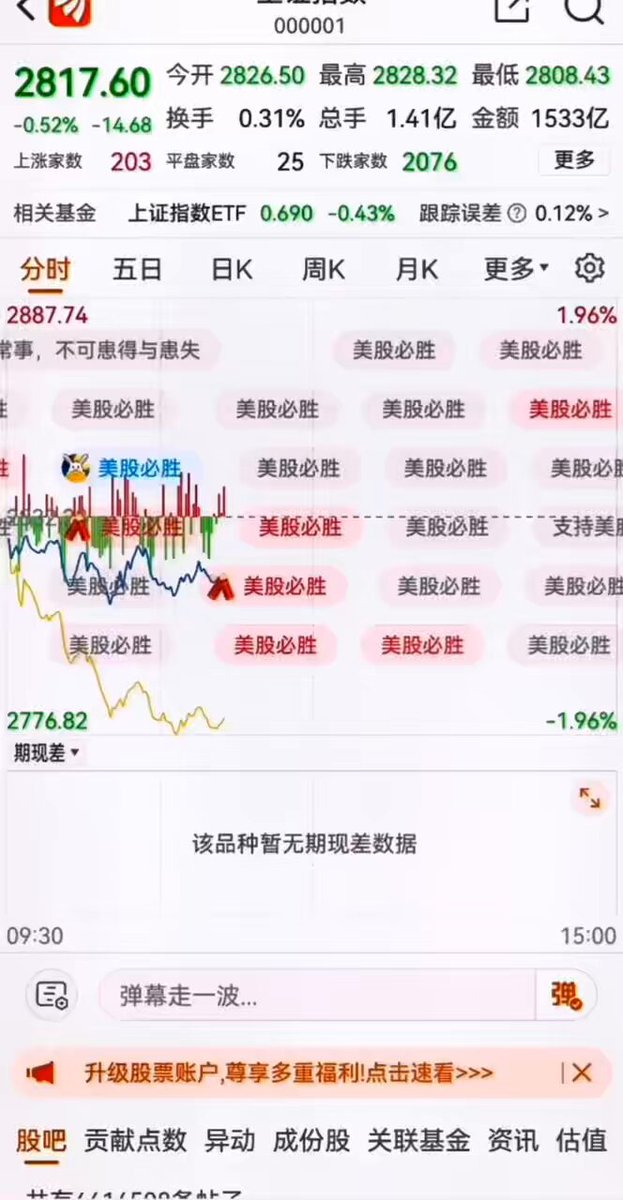 上证指数
000001
2817.60 今开 2826.50 最高 2828.32 最低 2808.43
-0.52% -14.68 换手 0.31% 总手 1.41亿 金额 1533亿
上涨家数 203 平盘家数 25 下跌家数 2076 更多
相关基金 上证指数ETF 0.690 -0.43% 跟踪误差 ? 0.12% >
分时 五日 日K 周K 月K 更多
2887.74 1.96%
常事，不可患得与患失 美股必胜 美股必胜
美股必胜 美股必胜 美股必胜 美股必胜
胜 美股必胜 美股必胜 美股必胜 美股必胜
美股必胜 美股必胜 美股必胜 支持美股
美股必胜 美股必胜 美股必胜 美股必胜
美股必胜 美股必胜 美股必胜 美股必胜
2776.82 -1.96%
期现差
该品种暂无期现差数据
09:30 15:00
弹幕走一波... 弹
升级股票账户,尊享多重福利!点击速看>>>
股吧 贡献点数 异动 成份股 关联基金 资讯 估值